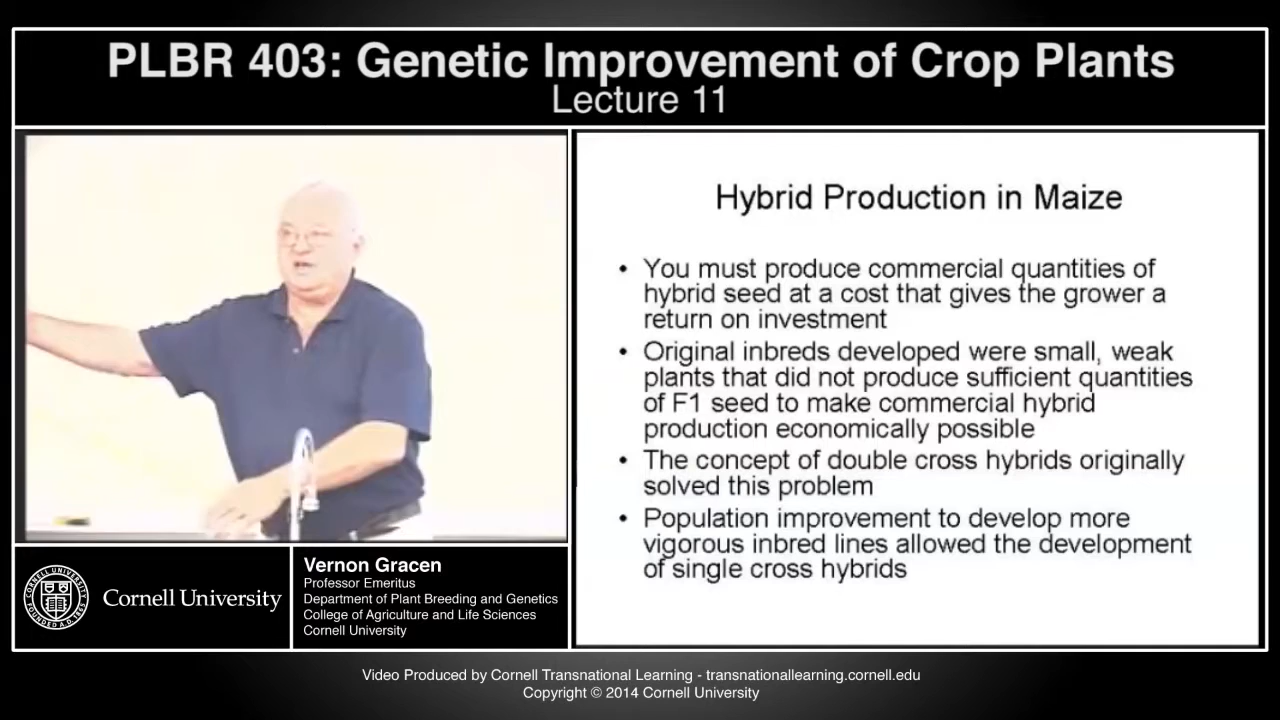 PLBR 403: Genetic Improvement of Crop Plants
Lecture 11
Hybrid Production in Maize
• You must produce commercial quantities of
hybrid seed at a cost that gives the grower a
return on investment
• Original inbreds developed were small, weak
plants that did not produce sufficient quantities
of F1 seed to make commercial hybrid
production economically possible
• The concept of double cross hybrids originally
solved this problem
• Population improvement to develop more
vigorous inbred lines allowed the development
of single cross hybrids
Cornell University
Vernon Gracen
Professor Emeritus
Department of Plant Breeding and Genetics
College of Agriculture and Life Sciences
Cornell University
Video Produced by Cornell Transnational Learning - transnationallearning.cornell.edu
Copyright © 2014 Cornell University